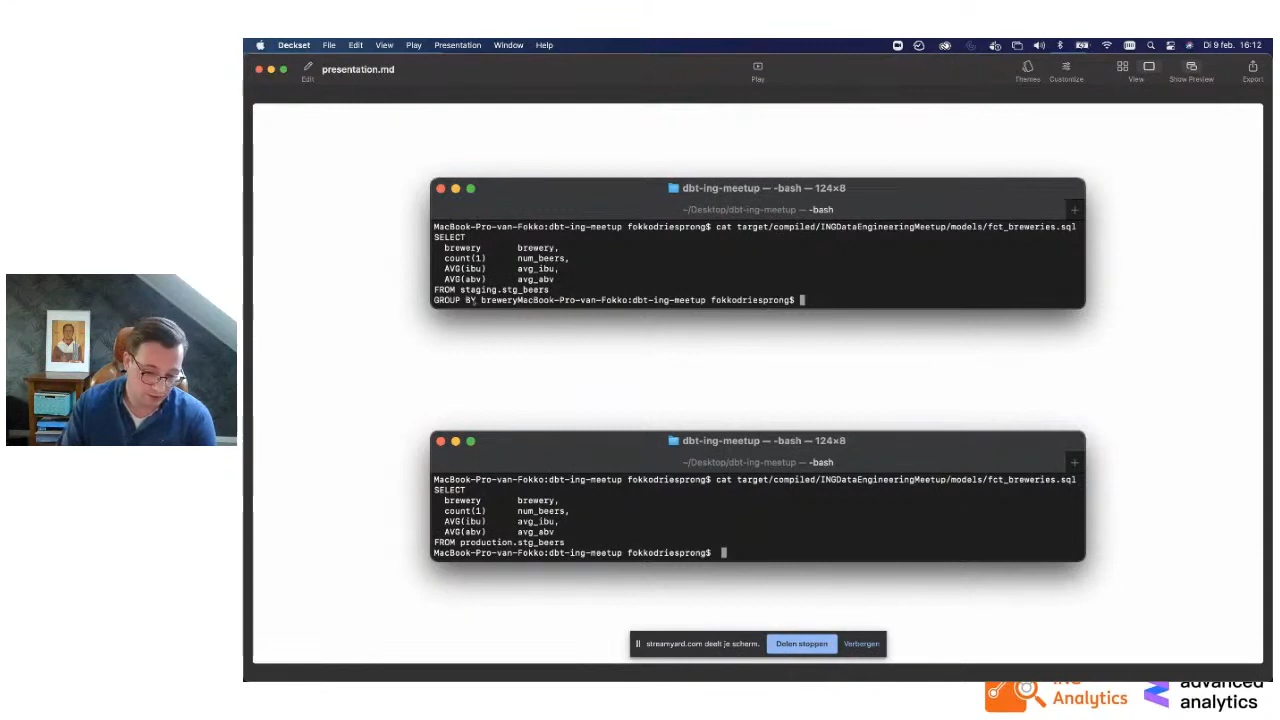 Deckset File Edit View Play Presentation Window Help
Di 9 feb. 16:12
presentation.md
Edit
Play
Themes
Customize
View
Show Preview
Export
dbt-ing-meetup — -bash — 124×8
~/Desktop/dbt-ing-meetup — -bash
MacBook-Pro-van-Fokko:dbt-ing-meetup fokkodriesprong$ cat target/compiled/INGDataEngineeringMeetup/models/fct_breweries.sql
SELECT
brewery brewery,
count(1) num_beers,
AVG(ibu) avg_ibu,
AVG(abv) avg_abv
FROM staging.stg_beers
GROUP BY breweryMacBook-Pro-van-Fokko:dbt-ing-meetup fokkodriesprong$
dbt-ing-meetup — -bash — 124×8
~/Desktop/dbt-ing-meetup — -bash
MacBook-Pro-van-Fokko:dbt-ing-meetup fokkodriesprong$ cat target/compiled/INGDataEngineeringMeetup/models/fct_breweries.sql
SELECT
brewery brewery,
count(1) num_beers,
AVG(ibu) avg_ibu,
AVG(abv) avg_abv
FROM production.stg_beers
MacBook-Pro-van-Fokko:dbt-ing-meetup fokkodriesprong$
streamyard.com deelt je scherm. Delen stoppen Verbergen
ING
Analytics
advanced
analytics